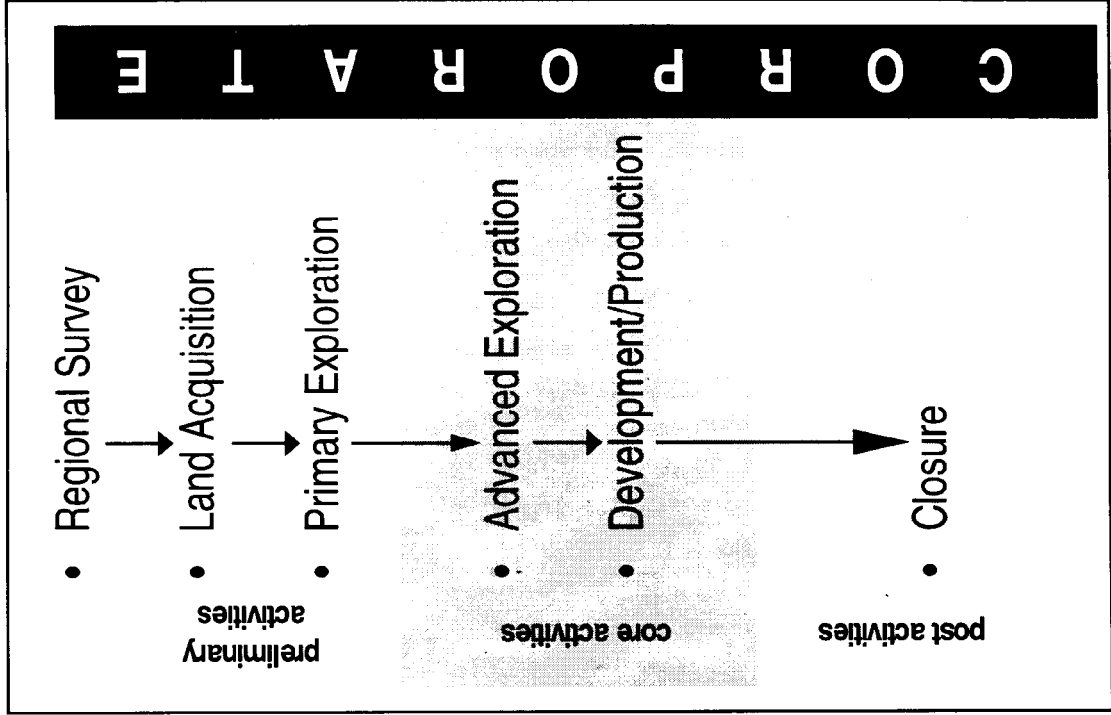 preliminary
activities
• Regional Survey
• Land Acquisition
• Primary Exploration
core activities
• Advanced Exploration
• Development/Production
post activities
• Closure
CORPORATE